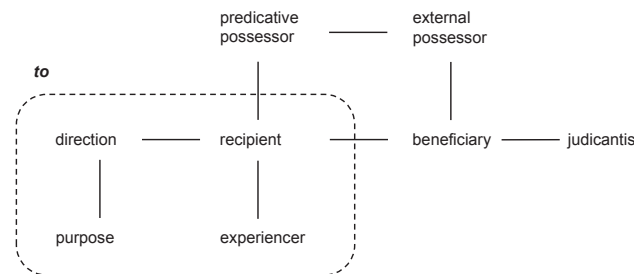 predicative
possessor
external
possessor
to
direction
recipient
beneficiary
judicantis
purpose
experiencer